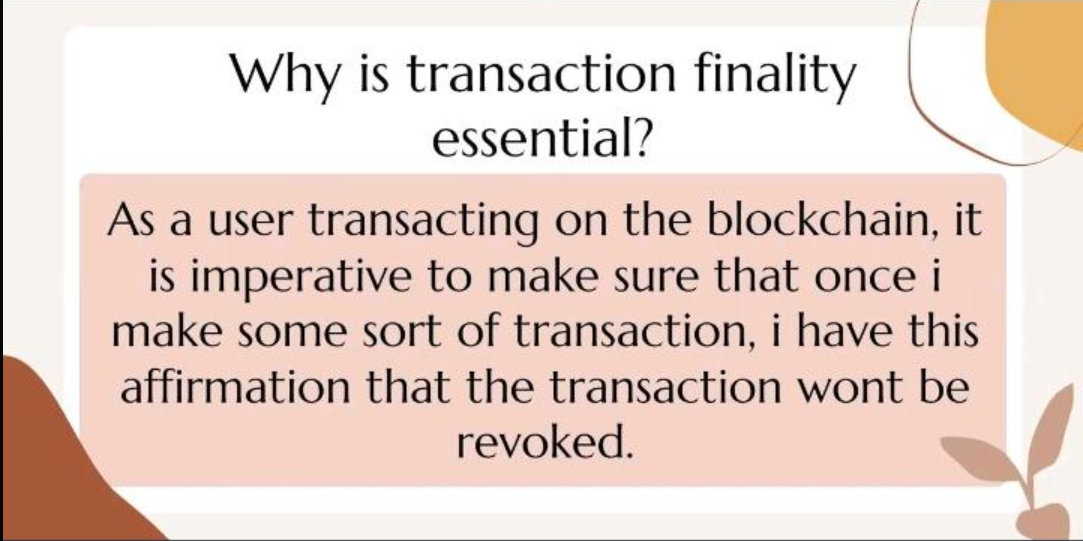 Why is transaction finality
essential?
As a user transacting on the blockchain, it
is imperative to make sure that once i
make some sort of transaction, i have this
affirmation that the transaction wont be
revoked.